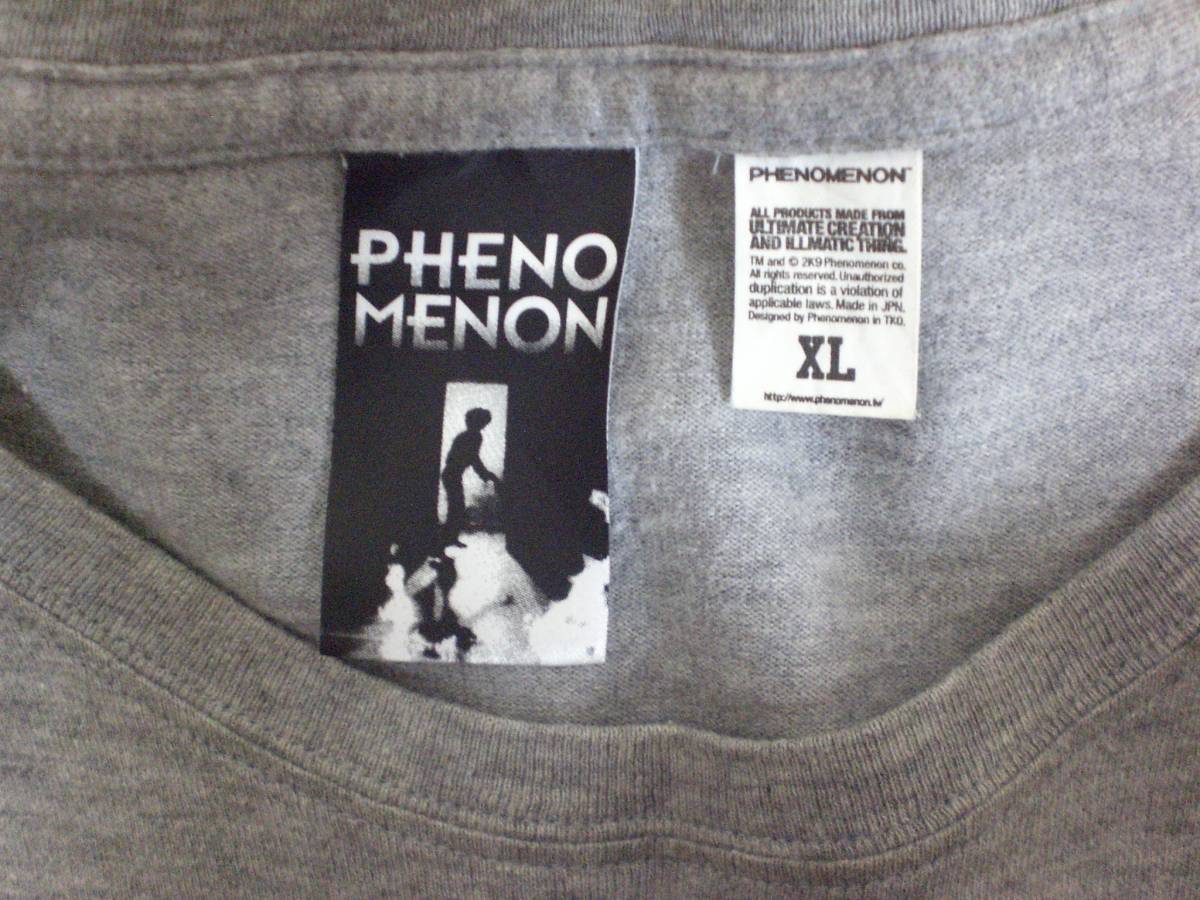 PHENO
MENON
PHENOMENON™
ALL PRODUCTS MADE FROM
ULTIMATE CREATION
AND ILLMATIC THING.
TM and © 2K9 Phenomenon co.
All rights reserved. Unauthorized
duplication is a violation of
applicable laws. Made in JPN.
Designed by Phenomenon in TKO.
XL
http://www.phenomenon.tv/